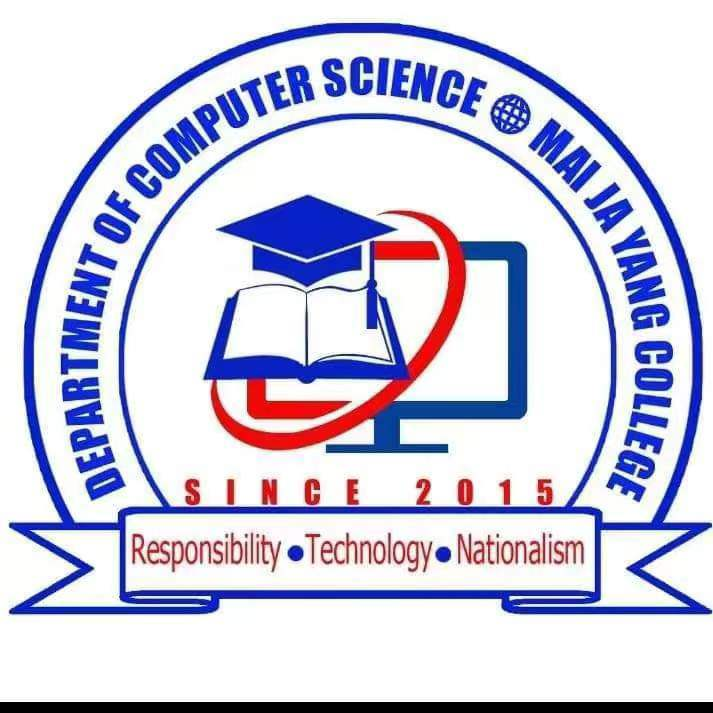 DEPARTMENT OF COMPUTER SCIENCE MAI JA YANG COLLEGE
SINCE 2015
Responsibility • Technology • Nationalism